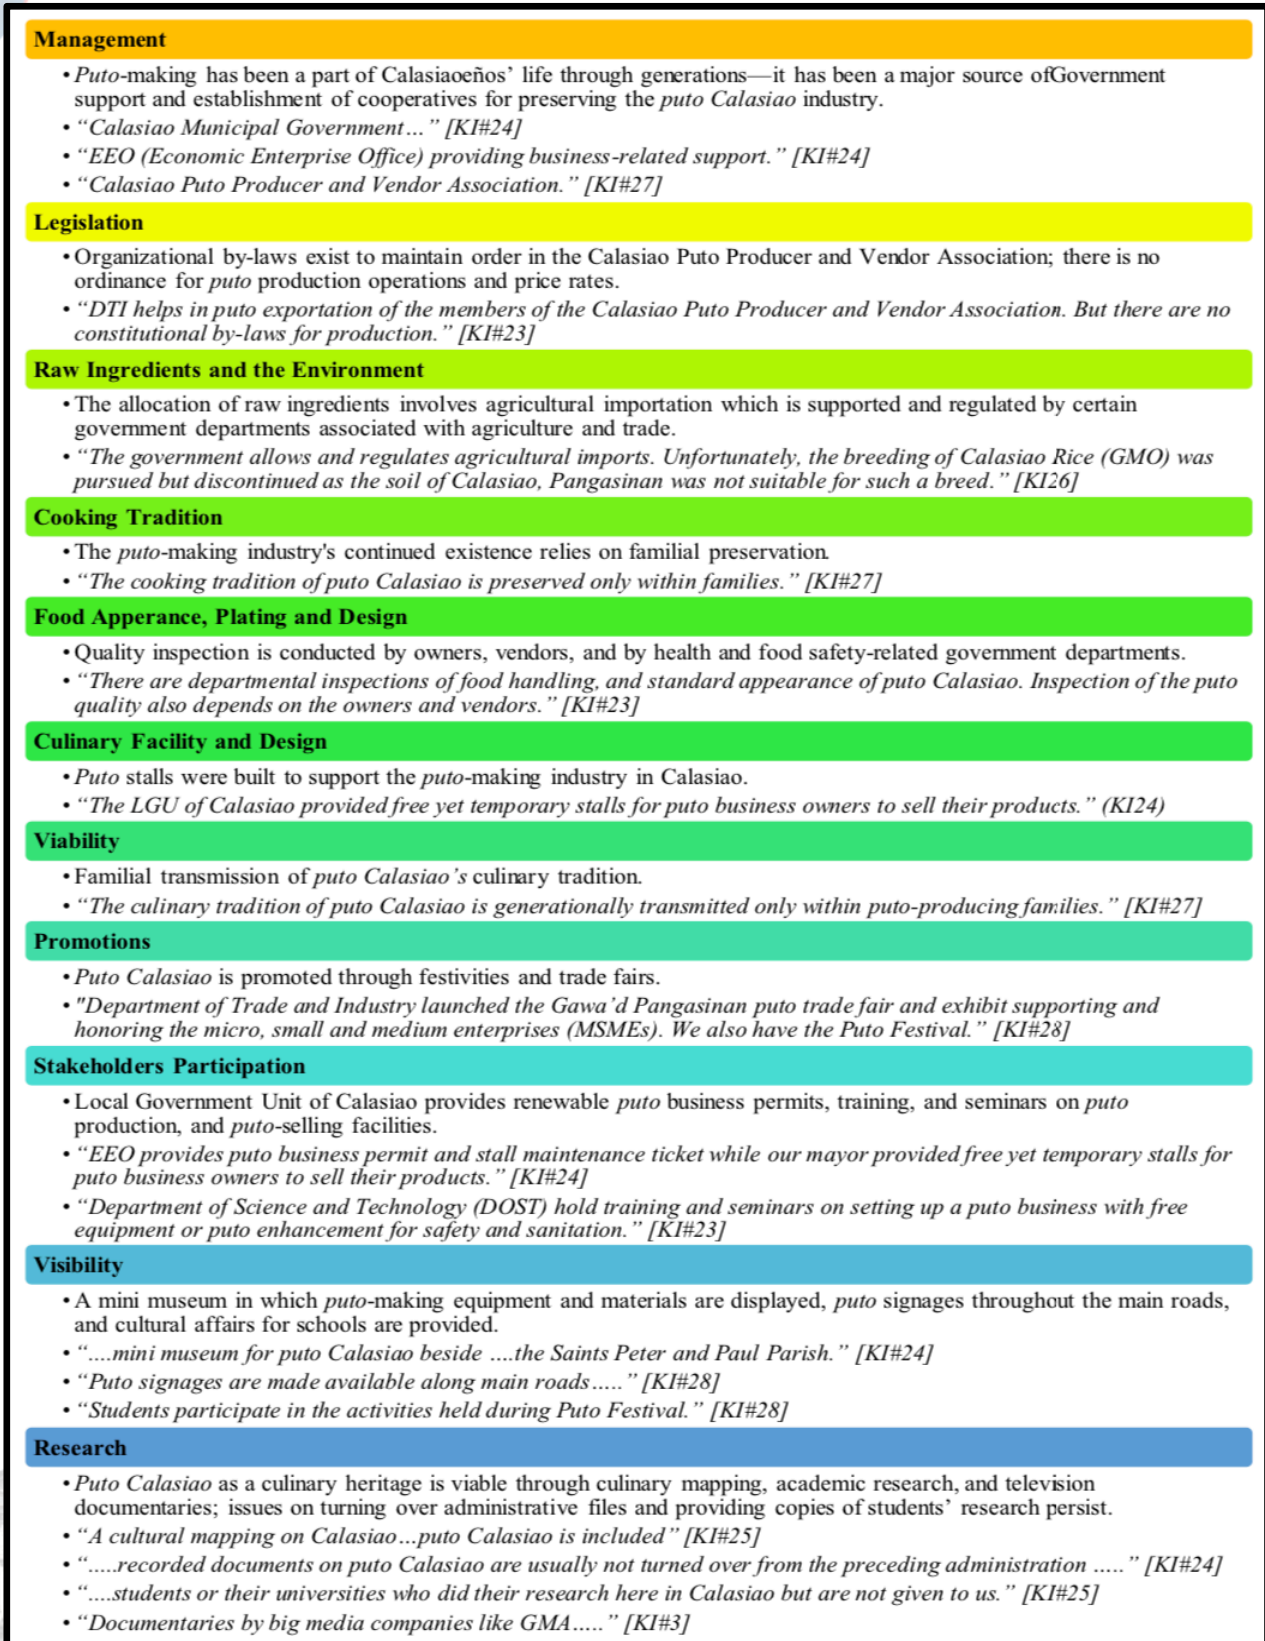 Management
• Puto-making has been a part of Calasiaoeños’ life through generations—it has been a major source ofGovernment
support and establishment of cooperatives for preserving the puto Calasiao industry.
• “Calasiao Municipal Government…” [KI#24]
• “EEO (Economic Enterprise Office) providing business-related support.” [KI#24]
• “Calasiao Puto Producer and Vendor Association.” [KI#27]
Legislation
• Organizational by-laws exist to maintain order in the Calasiao Puto Producer and Vendor Association; there is no
ordinance for puto production operations and price rates.
• “DTI helps in puto exportation of the members of the Calasiao Puto Producer and Vendor Association. But there are no
constitutional by-laws for production.” [KI#23]
Raw Ingredients and the Environment
• The allocation of raw ingredients involves agricultural importation which is supported and regulated by certain
government departments associated with agriculture and trade.
• “The government allows and regulates agricultural imports. Unfortunately, the breeding of Calasiao Rice (GMO) was
pursued but discontinued as the soil of Calasiao, Pangasinan was not suitable for such a breed.” [KI26]
Cooking Tradition
• The puto-making industry's continued existence relies on familial preservation.
• “The cooking tradition of puto Calasiao is preserved only within families.” [KI#27]
Food Apperance, Plating and Design
• Quality inspection is conducted by owners, vendors, and by health and food safety-related government departments.
• “There are departmental inspections of food handling, and standard appearance of puto Calasiao. Inspection of the puto
quality also depends on the owners and vendors.” [KI#23]
Culinary Facility and Design
• Puto stalls were built to support the puto-making industry in Calasiao.
• “The LGU of Calasiao provided free yet temporary stalls for puto business owners to sell their products.” (KI24)
Viability
• Familial transmission of puto Calasiao’s culinary tradition.
• “The culinary tradition of puto Calasiao is generationally transmitted only within puto-producing families.” [KI#27]
Promotions
• Puto Calasiao is promoted through festivities and trade fairs.
• "Department of Trade and Industry launched the Gawa’d Pangasinan puto trade fair and exhibit supporting and
honoring the micro, small and medium enterprises (MSMEs). We also have the Puto Festival.” [KI#28]
Stakeholders Participation
• Local Government Unit of Calasiao provides renewable puto business permits, training, and seminars on puto
production, and puto-selling facilities.
• “EEO provides puto business permit and stall maintenance ticket while our mayor provided free yet temporary stalls for
puto business owners to sell their products.” [KI#24]
• “Department of Science and Technology (DOST) hold training and seminars on setting up a puto business with free
equipment or puto enhancement for safety and sanitation.” [KI#23]
Visibility
• A mini museum in which puto-making equipment and materials are displayed, puto signages throughout the main roads,
and cultural affairs for schools are provided.
• “....mini museum for puto Calasiao beside ....the Saints Peter and Paul Parish.” [KI#24]
• “Puto signages are made available along main roads…..” [KI#28]
• “Students participate in the activities held during Puto Festival.” [KI#28]
Research
• Puto Calasiao as a culinary heritage is viable through culinary mapping, academic research, and television
documentaries; issues on turning over administrative files and providing copies of students’ research persist.
• “A cultural mapping on Calasiao…puto Calasiao is included” [KI#25]
• “…..recorded documents on puto Calasiao are usually not turned over from the preceding administration …..” [KI#24]
• “....students or their universities who did their research here in Calasiao but are not given to us.” [KI#25]
• “Documentaries by big media companies like GMA…..” [KI#3]